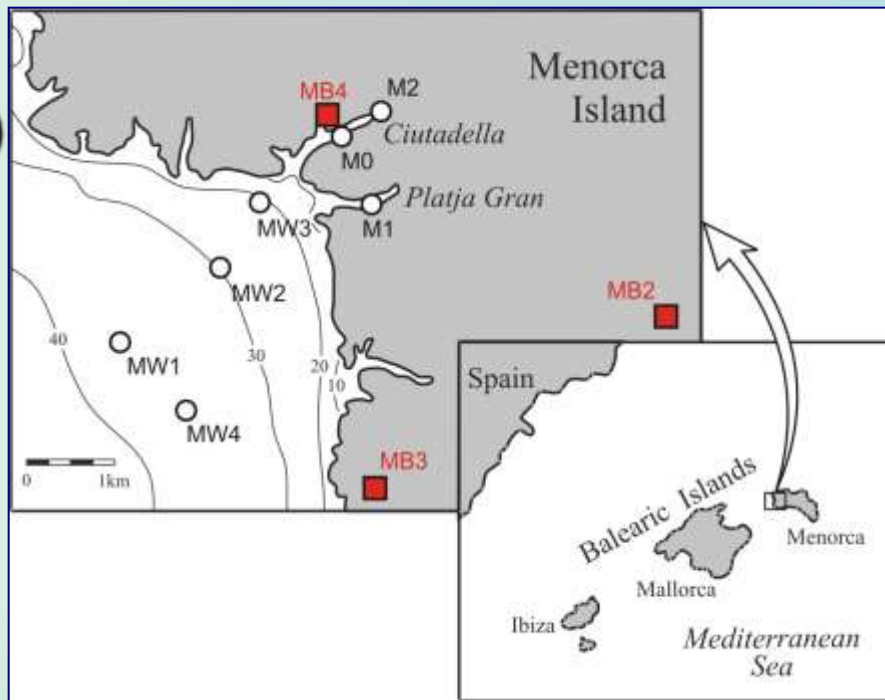 Menorca
Island
MB4
M2
Ciutadella
M0
Platja Gran
MW3
M1
MW2
MB2
40
MW1
30
20
10
MW4
MB3
0
1km
Spain
Balearic Islands
Menorca
Mallorca
Ibiza
Mediterranean
Sea